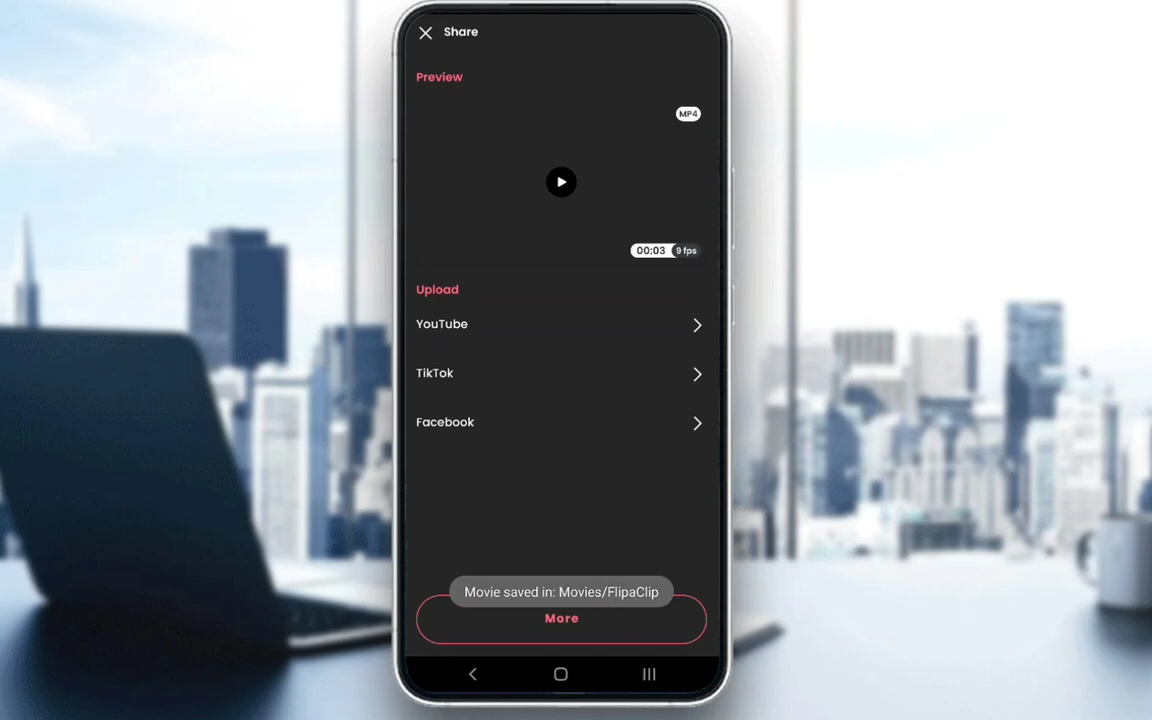 Share
Preview
MP4
00:03 9 fps
Upload
YouTube
TikTok
Facebook
Movie saved in: Movies/FlipaClip
More